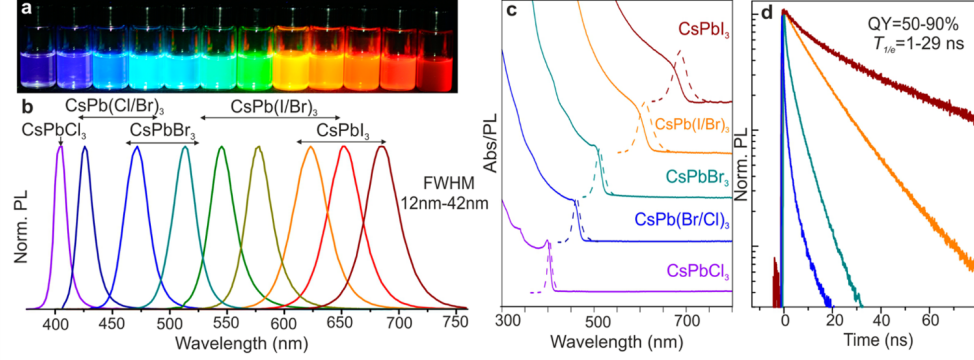 a
b
CsPb(Cl/Br)₃
CsPb(I/Br)₃
CsPbCl₃
CsPbBr₃
CsPbI₃
FWHM
12nm-42nm
Norm. PL
400 450 500 550 600 650 700 750
Wavelength (nm)
c
CsPbI₃
CsPb(I/Br)₃
CsPbBr₃
CsPb(Br/Cl)₃
CsPbCl₃
Abs/PL
300 500 700
Wavelength (nm)
d
QY=50-90%
T1/e=1-29 ns
Norm. PL
0 20 40 60
Time (ns)